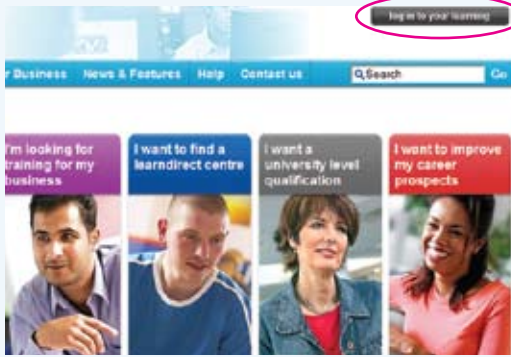 log in to your learning
r Business News & Features Help Contact us Search Go
I'm looking for
training for my
business
I want to find a
learndirect centre
I want a
university level
qualification
I want to improve
my career
prospects